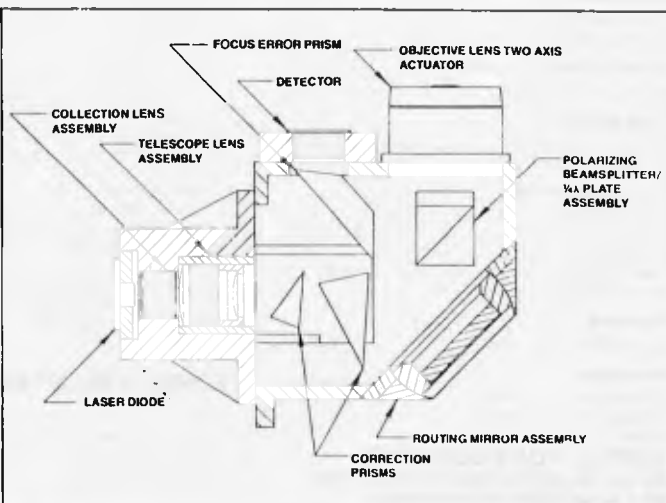 FOCUS ERROR PRISM
OBJECTIVE LENS TWO AXIS
ACTUATOR
DETECTOR
COLLECTION LENS
ASSEMBLY
TELESCOPE LENS
ASSEMBLY
POLARIZING
BEAMSPLITTER/
¼λ PLATE
ASSEMBLY
LASER DIODE
ROUTING MIRROR ASSEMBLY
CORRECTION
PRISMS